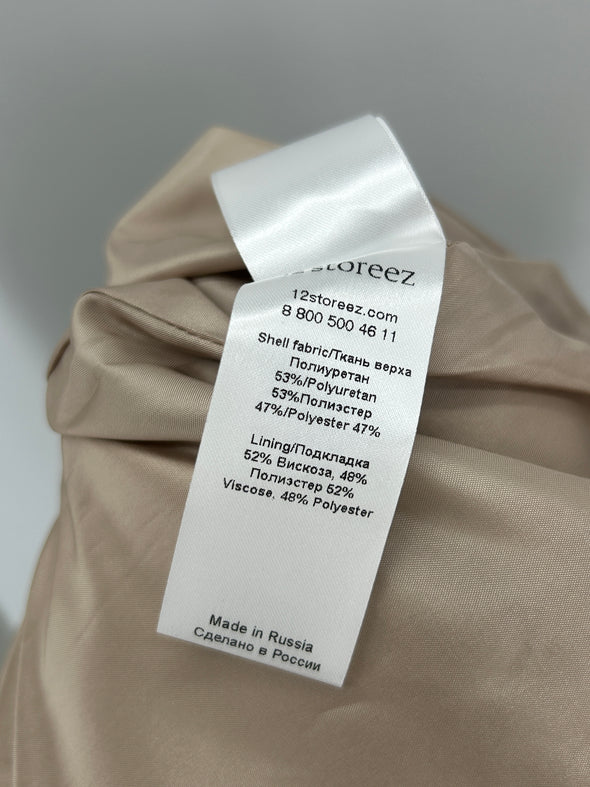 storeez
12storeez.com
8 800 500 46 11
Shell fabric/Ткань верха
Полиуретан
53%/Polyuretan
53%Полиэстер
47%/Polyester 47%
Lining/Подкладка
52% Вискоза, 48%
Полиэстер 52%
Viscose, 48% Polyester
Made in Russia
Сделано в России